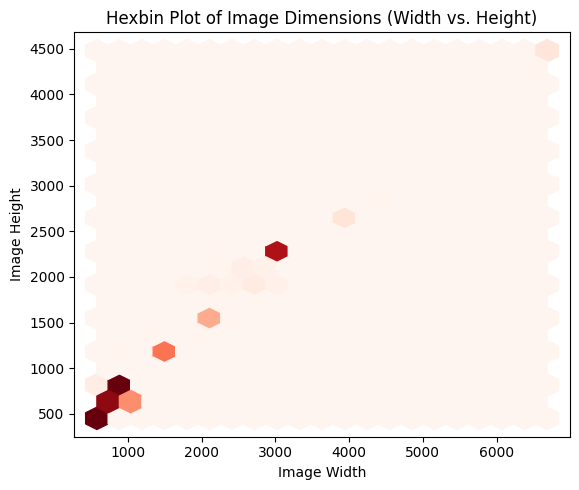 Hexbin Plot of Image Dimensions (Width vs. Height)
4500
4000
3500
3000
2500
2000
1500
1000
500
Image Height
1000 2000 3000 4000 5000 6000
Image Width